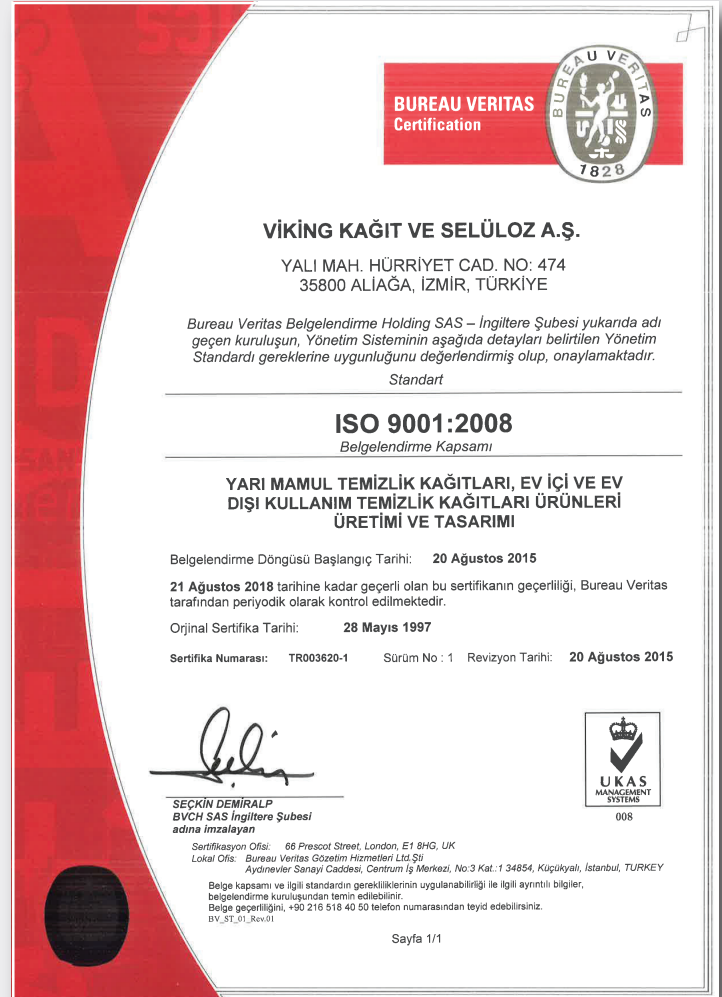 BUREAU VERITAS
Certification
BUREAU VERITAS
1828
VİKİNG KAĞIT VE SELÜLOZ A.Ş.
YALI MAH. HÜRRİYET CAD. NO: 474
35800 ALİAĞA, İZMİR, TÜRKİYE
Bureau Veritas Belgelendirme Holding SAS – İngiltere Şubesi yukarıda adı
geçen kuruluşun, Yönetim Sisteminin aşağıda detayları belirtilen Yönetim
Standardı gereklerine uygunluğunu değerlendirmiş olup, onaylamaktadır.
Standart
ISO 9001:2008
Belgelendirme Kapsamı
YARI MAMUL TEMİZLİK KAĞITLARI, EV İÇİ VE EV
DIŞI KULLANIM TEMİZLİK KAĞITLARI ÜRÜNLERİ
ÜRETİMİ VE TASARIMI
Belgelendirme Döngüsü Başlangıç Tarihi: 20 Ağustos 2015
21 Ağustos 2018 tarihine kadar geçerli olan bu sertifikanın geçerliliği, Bureau Veritas
tarafından periyodik olarak kontrol edilmektedir.
Orjinal Sertifika Tarihi: 28 Mayıs 1997
Sertifika Numarası: TR003620-1 Sürüm No : 1 Revizyon Tarihi: 20 Ağustos 2015
SEÇKİN DEMİRALP
BVCH SAS İngiltere Şubesi
adına imzalayan
UKAS
MANAGEMENT
SYSTEMS
008
Sertifikasyon Ofisi: 66 Prescot Street, London, E1 8HG, UK
Lokal Ofis: Bureau Veritas Gözetim Hizmetleri Ltd.Şti
Aydınevler Sanayi Caddesi, Centrum İş Merkezi, No:3 Kat.:1 34854, Küçükyalı, İstanbul, TURKEY
Belge kapsamı ve ilgili standardın gerekliliklerinin uygulanabilirliği ile ilgili ayrıntılı bilgiler,
belgelendirme kuruluşundan temin edilebilinir.
Belge geçerliliğini, +90 216 518 40 50 telefon numarasından teyid edebilirsiniz.
BV_ST_01_Rev.01
Sayfa 1/1